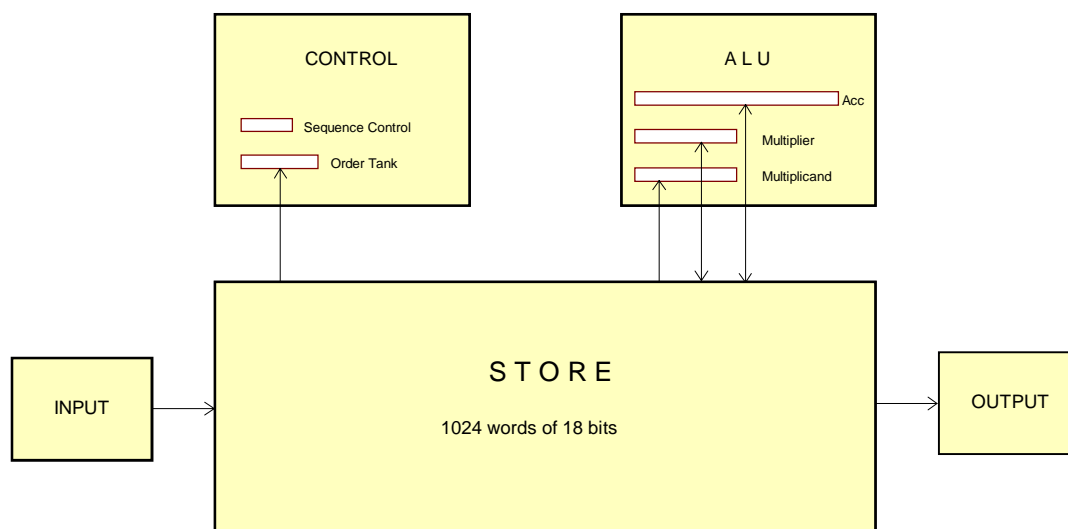 CONTROL
Sequence Control
Order Tank
A L U
Acc
Multiplier
Multiplicand
INPUT
S T O R E
1024 words of 18 bits
OUTPUT